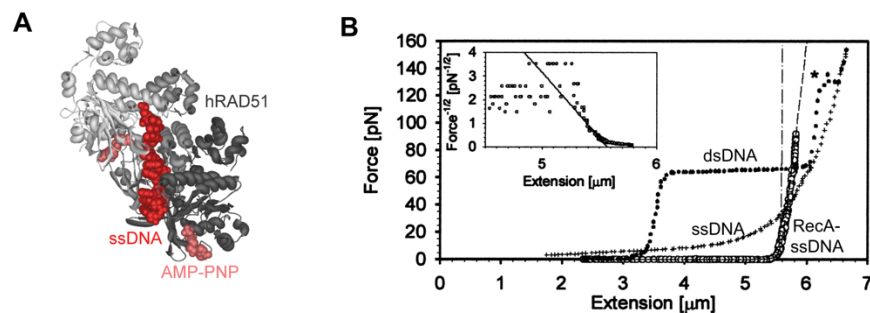 A
hRAD51
ssDNA
AMP-PNP
B
Force [pN]
160
140
120
100
80
60
40
20
0
0
1
2
3
4
5
6
7
Extension [µm]
dsDNA
ssDNA
RecA-
ssDNA
*
Force-1/2 [pN-1/2]
4
3
2
1
0
5
6
Extension [µm]